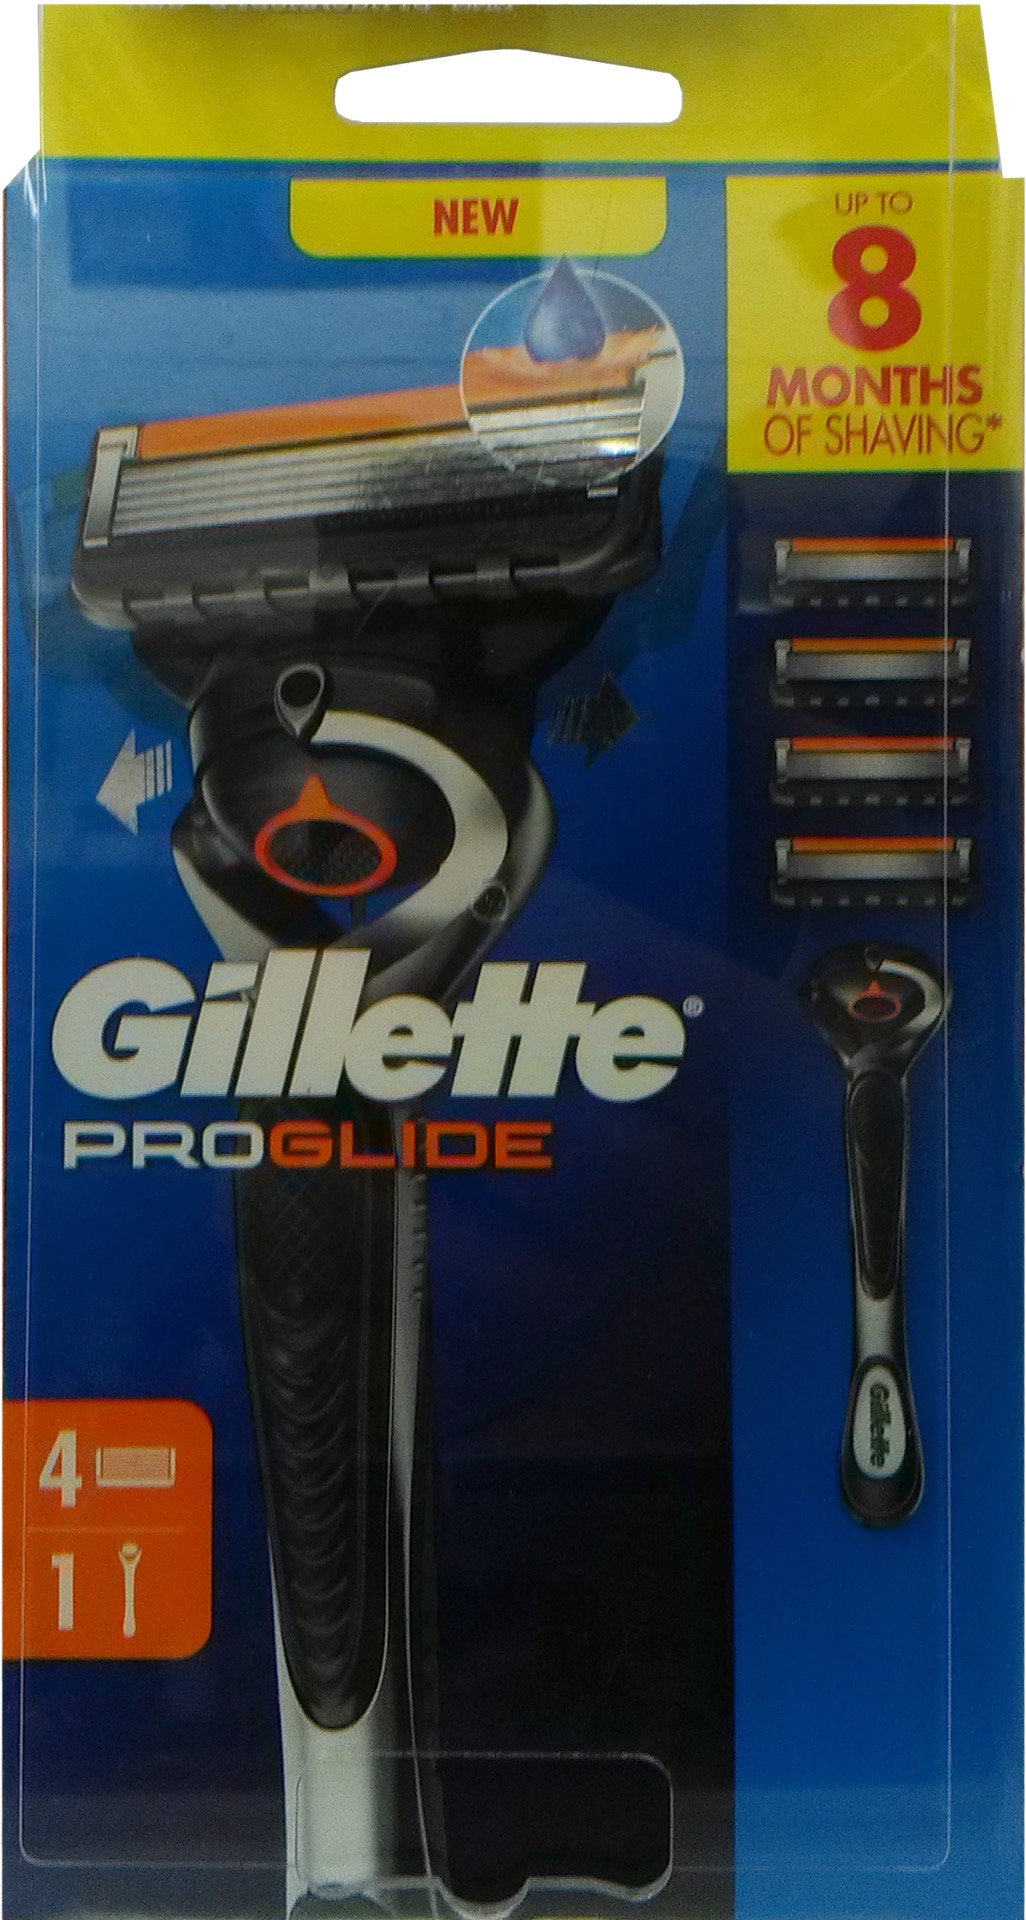 NEW
UP TO
8
MONTHS
OF SHAVING*
Gillette®
PROGLIDE
Gillette
4
1